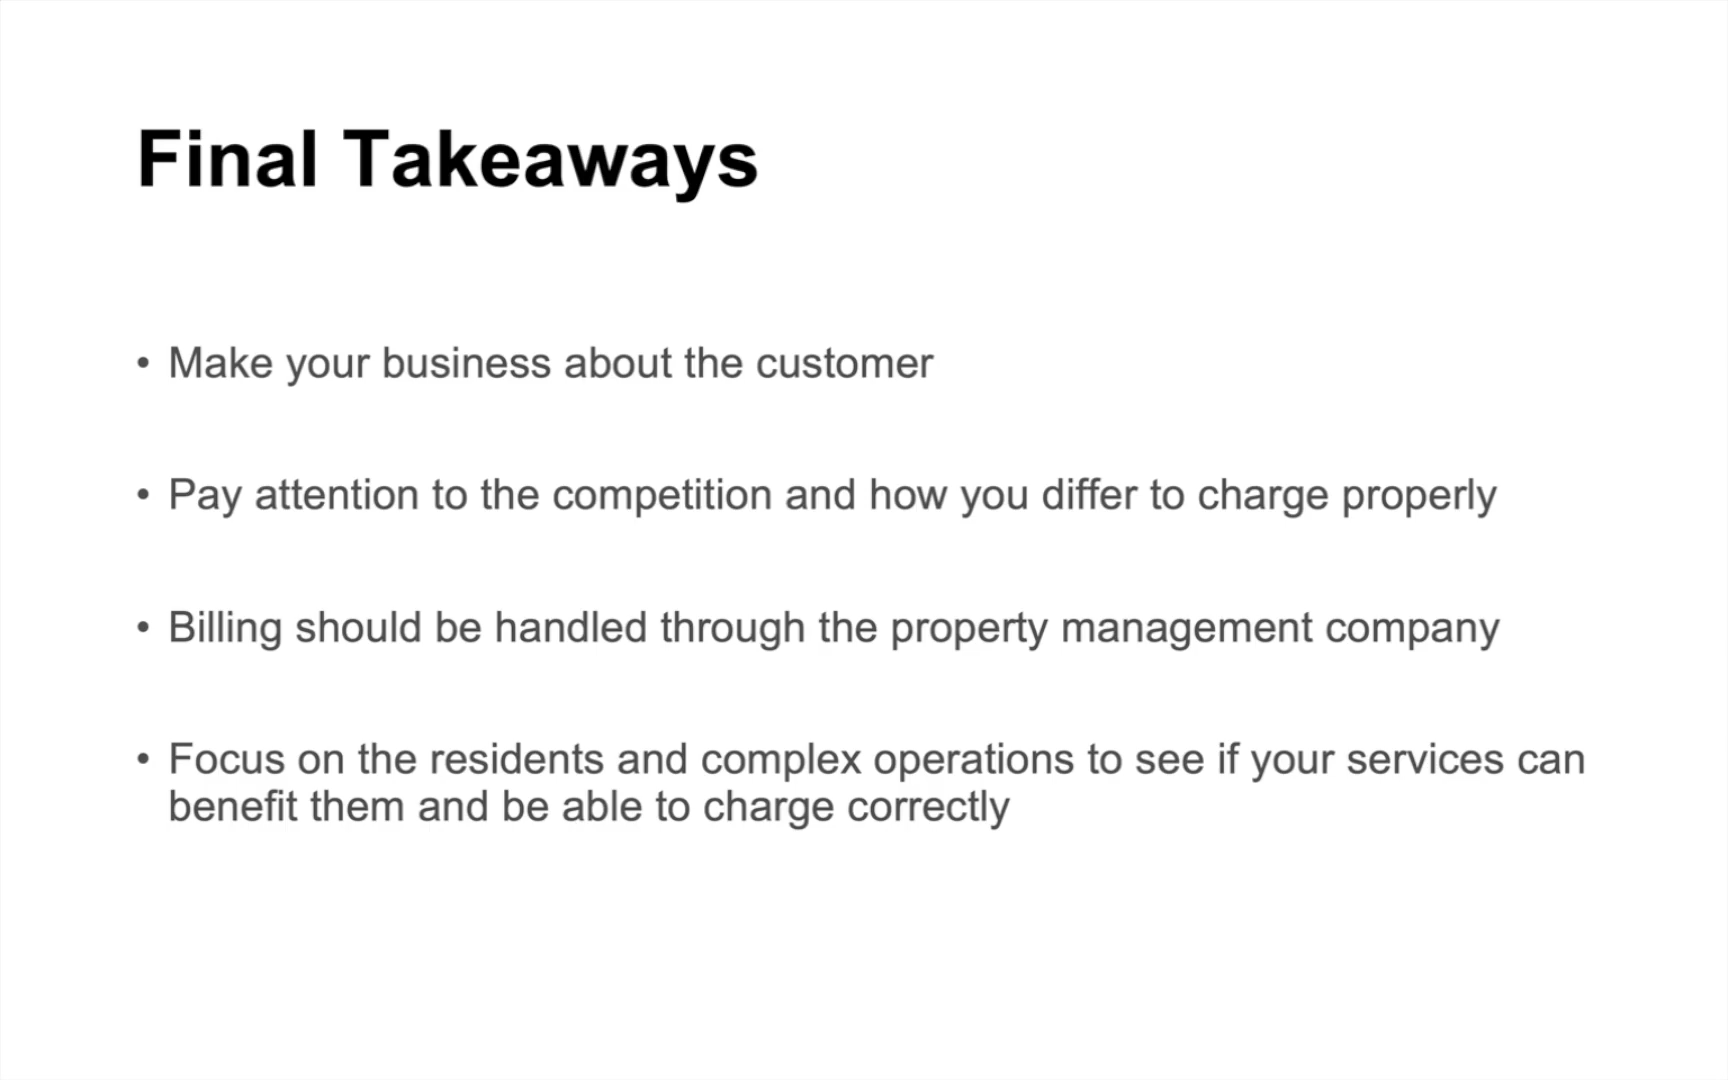 Final Takeaways
• Make your business about the customer
• Pay attention to the competition and how you differ to charge properly
• Billing should be handled through the property management company
• Focus on the residents and complex operations to see if your services can
benefit them and be able to charge correctly